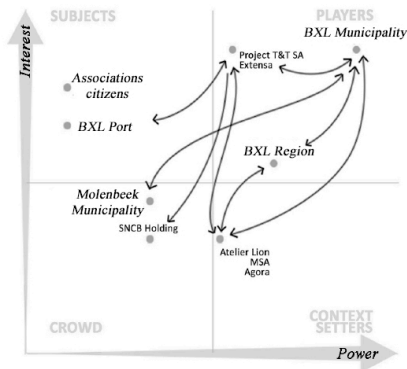 SUBJECTS
PLAYERS
BXL Municipality
Interest
Project T&T SA
Extensa
Associations
citizens
BXL Port
BXL Region
Molenbeek
Municipality
SNCB Holding
Atelier Lion
MSA
Agora
CROWD
CONTEXT
SETTERS
Power